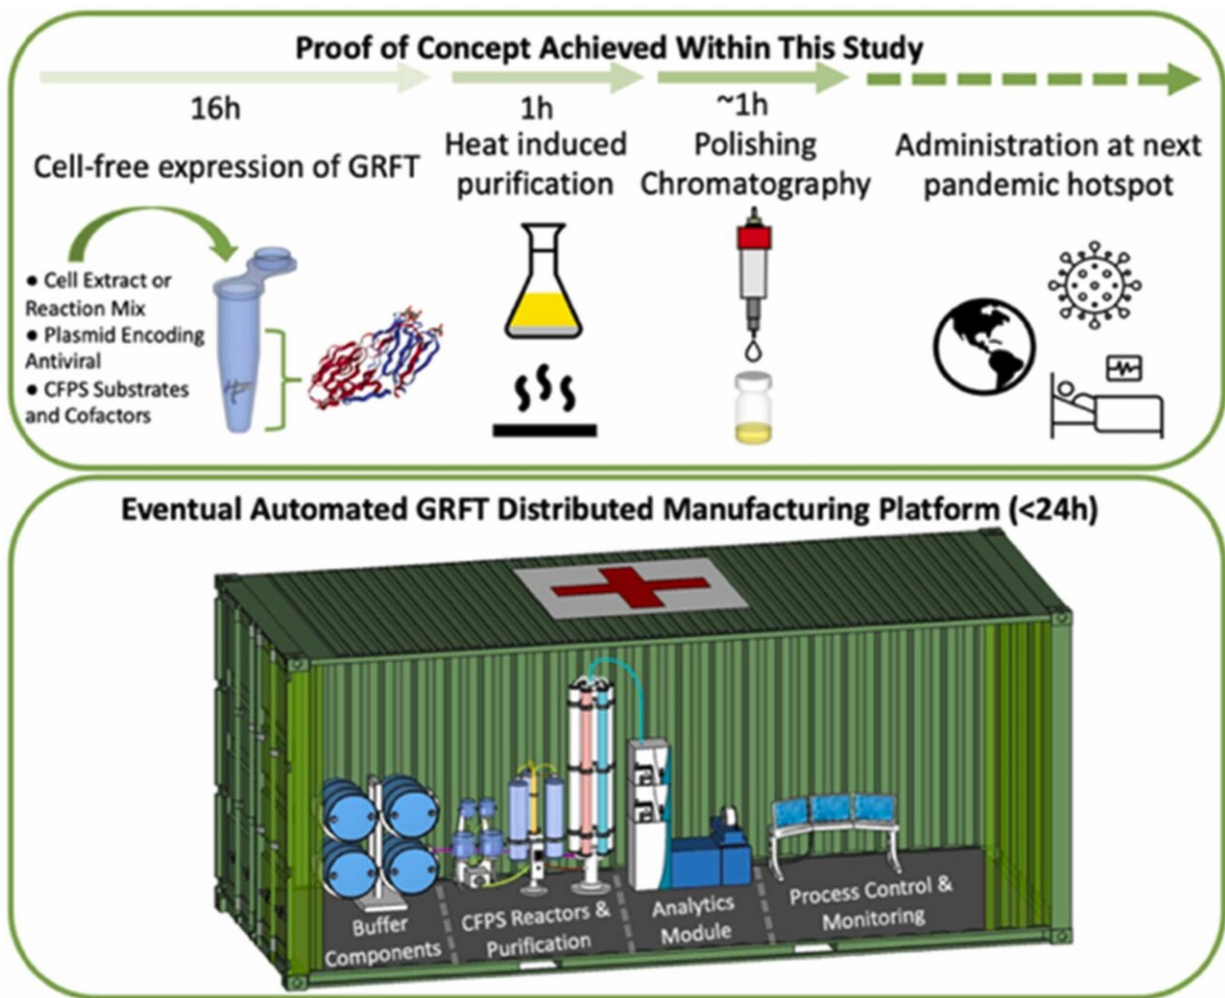 Proof of Concept Achieved Within This Study
16h
Cell-free expression of GRFT
● Cell Extract or
Reaction Mix
● Plasmid Encoding
Antiviral
● CFPS Substrates
and Cofactors
1h
Heat induced
purification
~1h
Polishing
Chromatography
Administration at next
pandemic hotspot
Eventual Automated GRFT Distributed Manufacturing Platform (<24h)
Buffer
Components
CFPS Reactors &
Purification
Analytics
Module
Process Control &
Monitoring